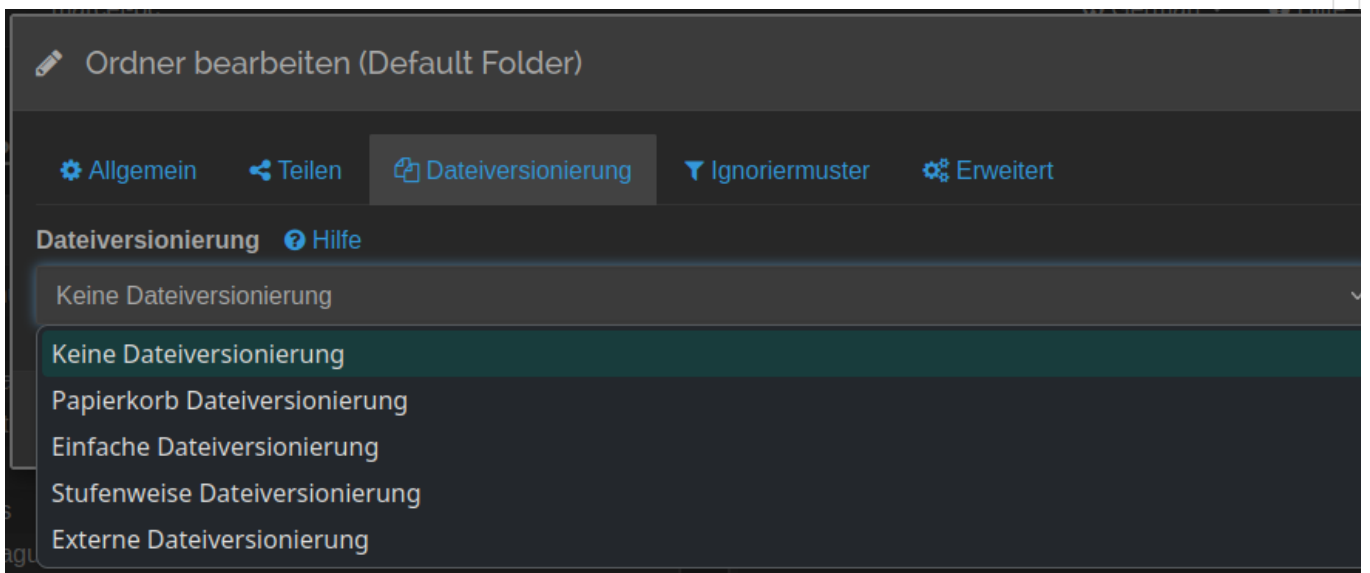 Ordner bearbeiten (Default Folder)
Allgemein Teilen Dateiversionierung Ignoriermuster Erweitert
Dateiversionierung Hilfe
Keine Dateiversionierung
Keine Dateiversionierung
Papierkorb Dateiversionierung
Einfache Dateiversionierung
Stufenweise Dateiversionierung
Externe Dateiversionierung